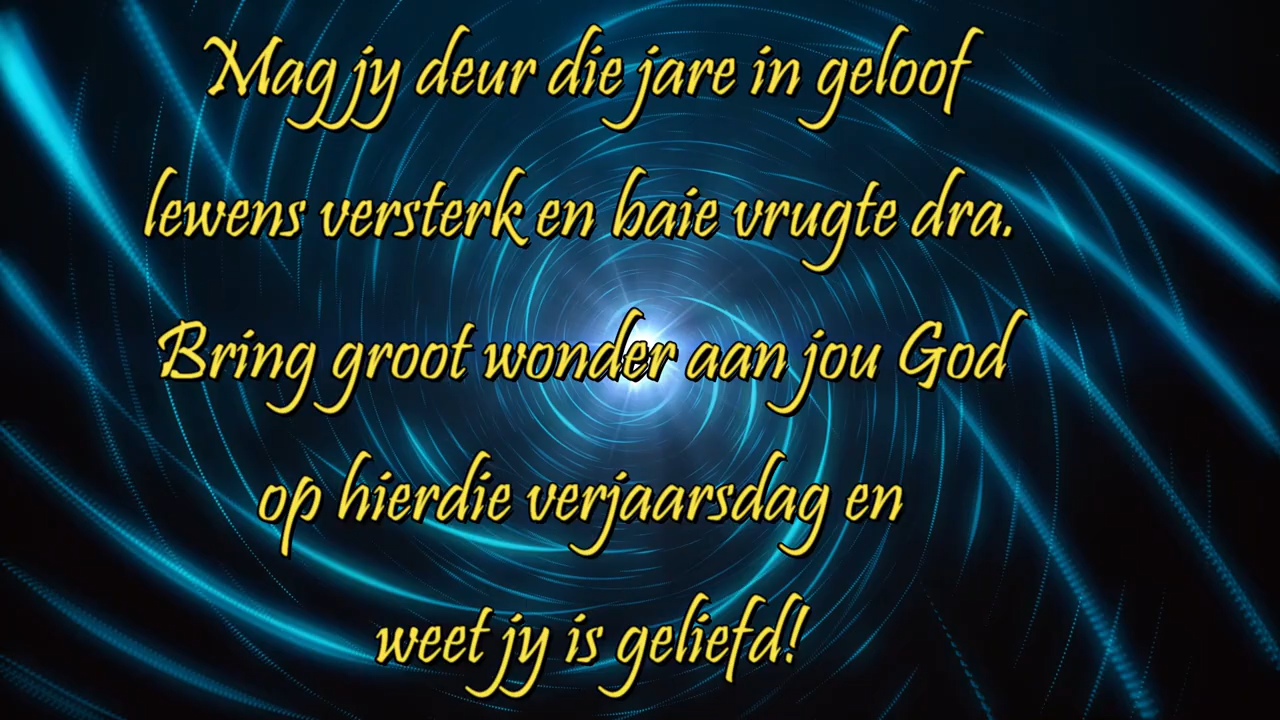 Mag jy deur die jare in geloof
lewens versterk en baie vrugte dra.
Bring groot wonder aan jou God
op hierdie verjaarsdag en
weet jy is geliefd!